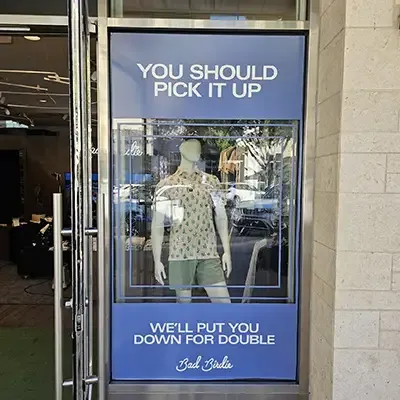 YOU SHOULD
PICK IT UP
WE'LL PUT YOU
DOWN FOR DOUBLE
Bad Birdie